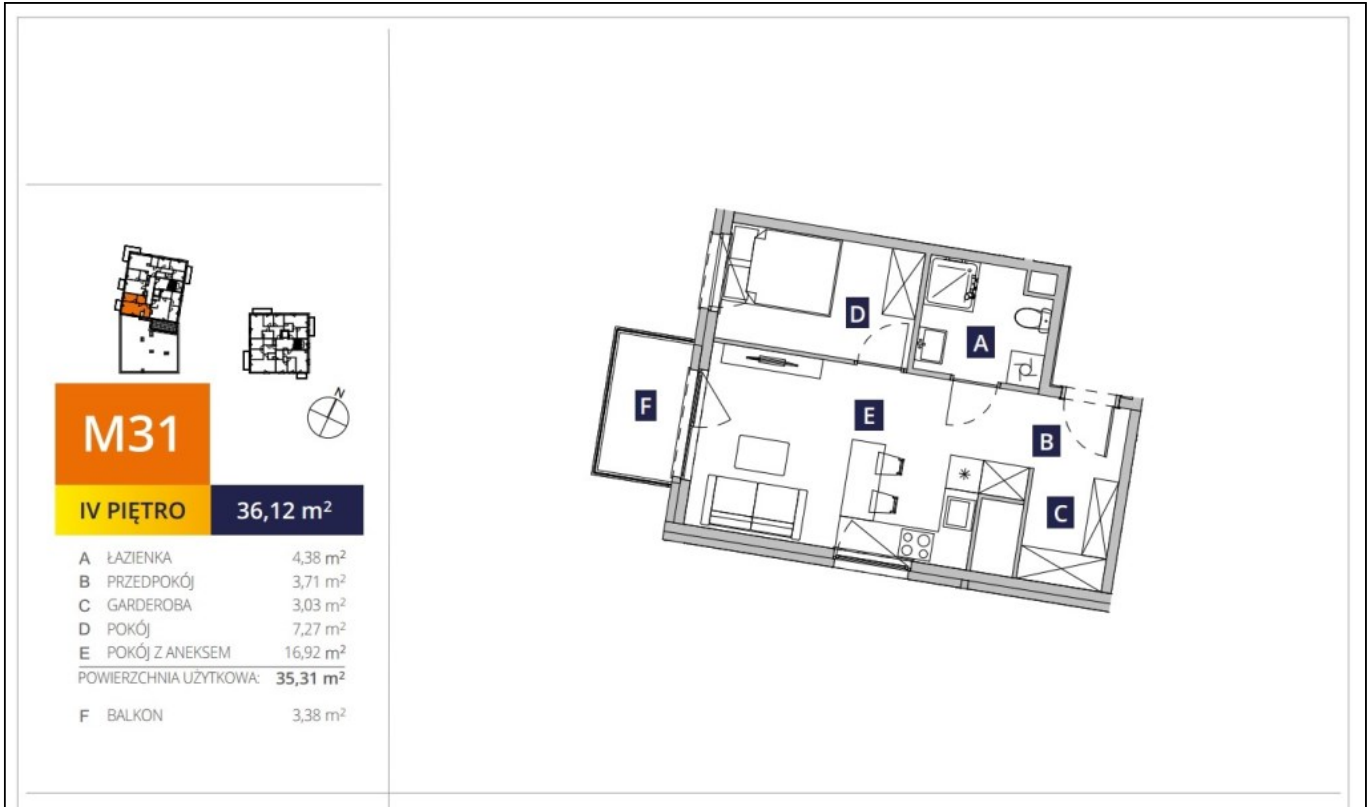 N
M31
IV PIĘTRO 36,12 m²
A ŁAZIENKA 4,38 m²
B PRZEDPOKÓJ 3,71 m²
C GARDEROBA 3,03 m²
D POKÓJ 7,27 m²
E POKÓJ Z ANEKSEM 16,92 m²
POWIERZCHNIA UŻYTKOWA: 35,31 m²
F BALKON 3,38 m²
D
A
F
E
B
C